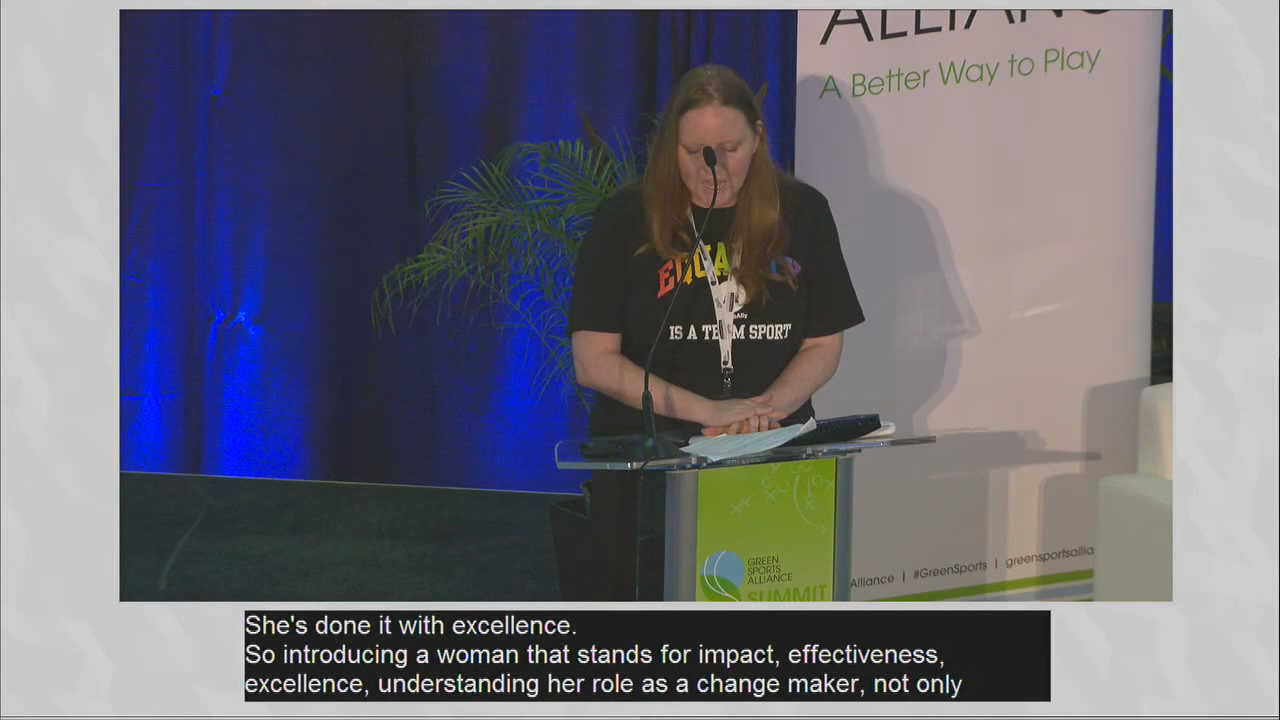 A Better Way to Play
IS A TEAM SPORT
GREEN
SPORTS
ALLIANCE
SUMMIT
Alliance | #GreenSports | greensportsallia
She's done it with excellence.
So introducing a woman that stands for impact, effectiveness,
excellence, understanding her role as a change maker, not only